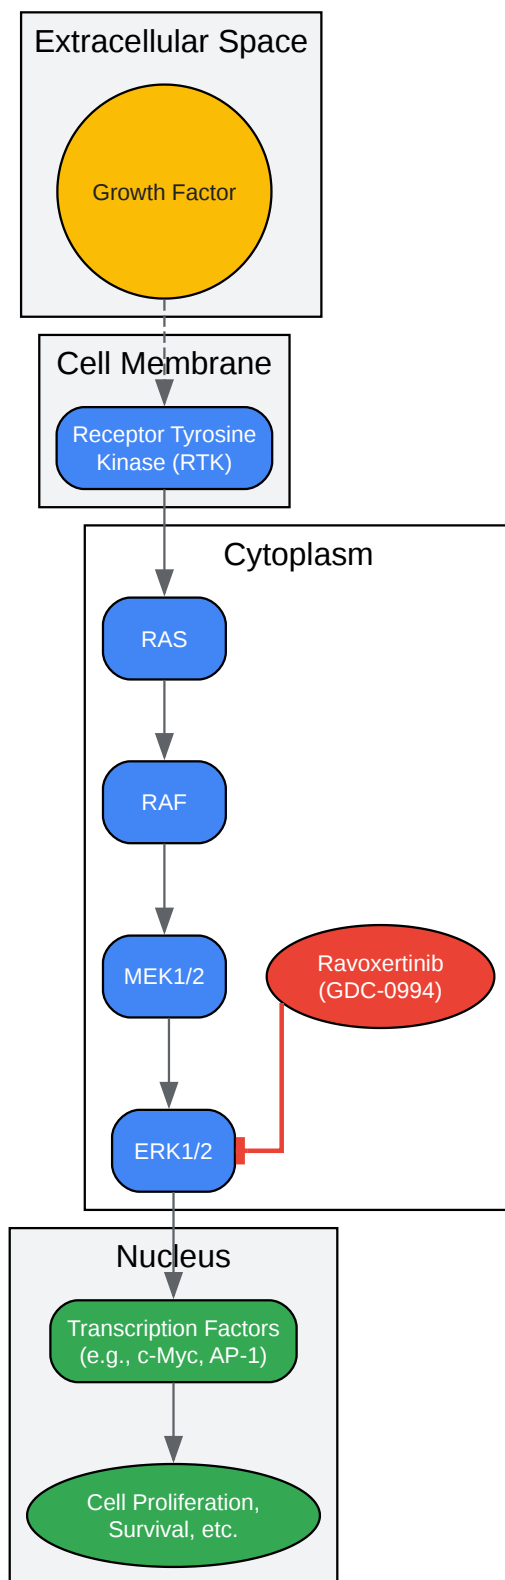 Extracellular Space
Growth Factor
Cell Membrane
Receptor Tyrosine
Kinase (RTK)
Cytoplasm
RAS
RAF
MEK1/2
Ravoxertinib
(GDC-0994)
ERK1/2
Nucleus
Transcription Factors
(e.g., c-Myc, AP-1)
Cell Proliferation,
Survival, etc.